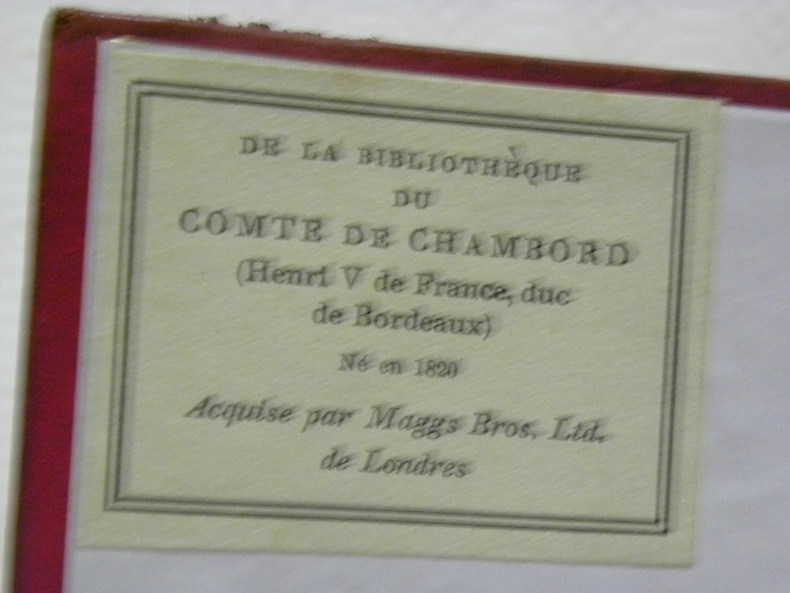 DE LA BIBLIOTHÈQUE
DU
COMTE DE CHAMBORD
(Henri V de France, duc
de Bordeaux)
Né en 1820
Acquise par Maggs Bros. Ltd.
de Londres